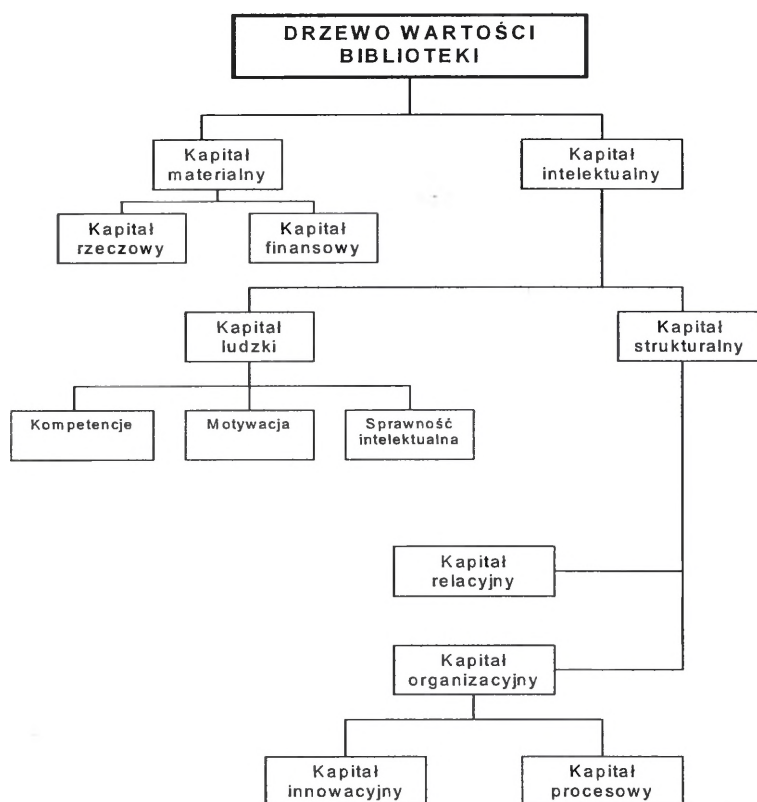 DRZEWO WARTOŚCI
BIBLIOTEKI
Kapitał
materialny
Kapitał
intelektualny
Kapitał
rzeczowy
Kapitał
finansowy
Kapitał
ludzki
Kapitał
strukturalny
Kompetencje
Motywacja
Sprawność
intelektualna
Kapitał
relacyjny
Kapitał
organizacyjny
Kapitał
innowacyjny
Kapitał
procesowy